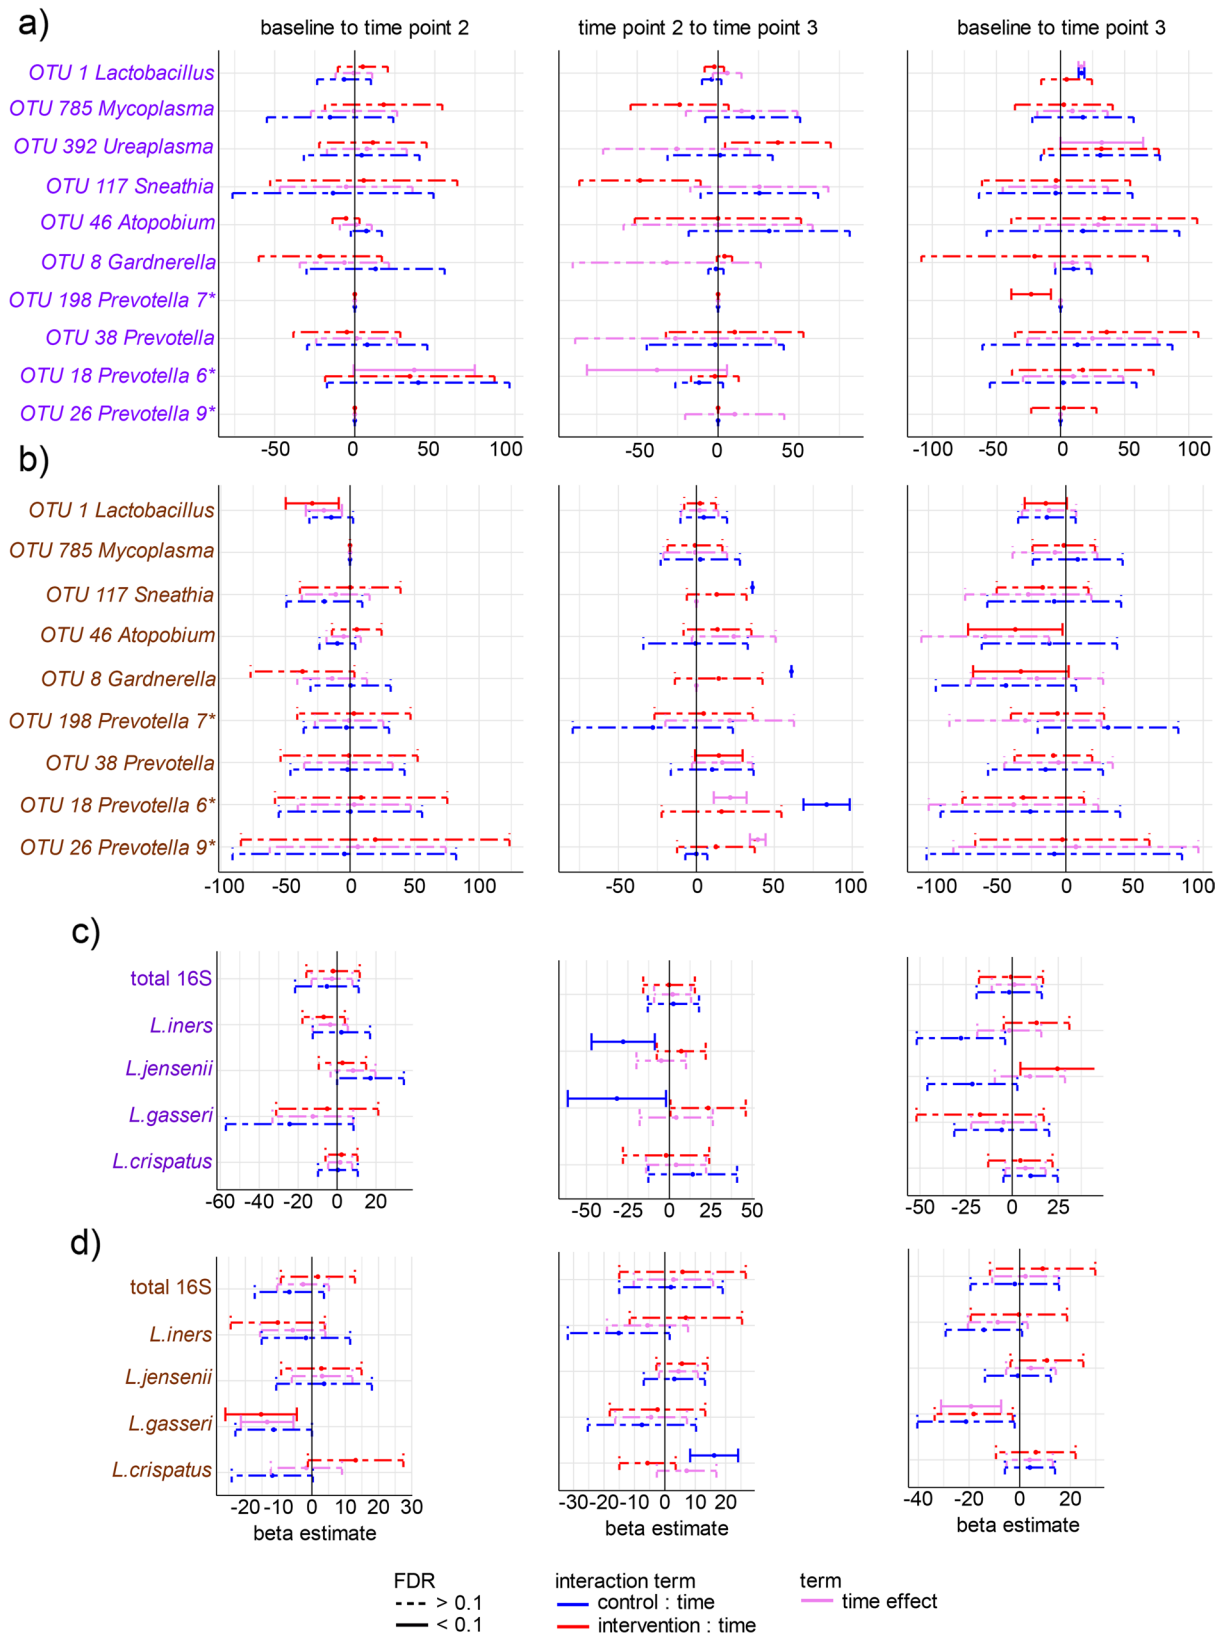 a)
baseline to time point 2
time point 2 to time point 3
baseline to time point 3
OTU 1 Lactobacillus
OTU 785 Mycoplasma
OTU 392 Ureaplasma
OTU 117 Sneathia
OTU 46 Atopobium
OTU 8 Gardnerella
OTU 198 Prevotella 7*
OTU 38 Prevotella
OTU 18 Prevotella 6*
OTU 26 Prevotella 9*
-50 0 50 100
-50 0 50
-100 -50 0 50 100
b)
OTU 1 Lactobacillus
OTU 785 Mycoplasma
OTU 117 Sneathia
OTU 46 Atopobium
OTU 8 Gardnerella
OTU 198 Prevotella 7*
OTU 38 Prevotella
OTU 18 Prevotella 6*
OTU 26 Prevotella 9*
-100 -50 0 50 100
-50 0 50 100
-100 -50 0 50 100
c)
total 16S
L.iners
L.jensenii
L.gasseri
L.crispatus
-60 -40 -20 0 20
-50 -25 0 25 50
-50 -25 0 25
d)
total 16S
L.iners
L.jensenii
L.gasseri
L.crispatus
-20 -10 0 10 20 30
-30 -20 -10 0 10 20
-40 -20 0 20
beta estimate
beta estimate
beta estimate
FDR
> 0.1
< 0.1
interaction term
control : time
intervention : time
term
time effect